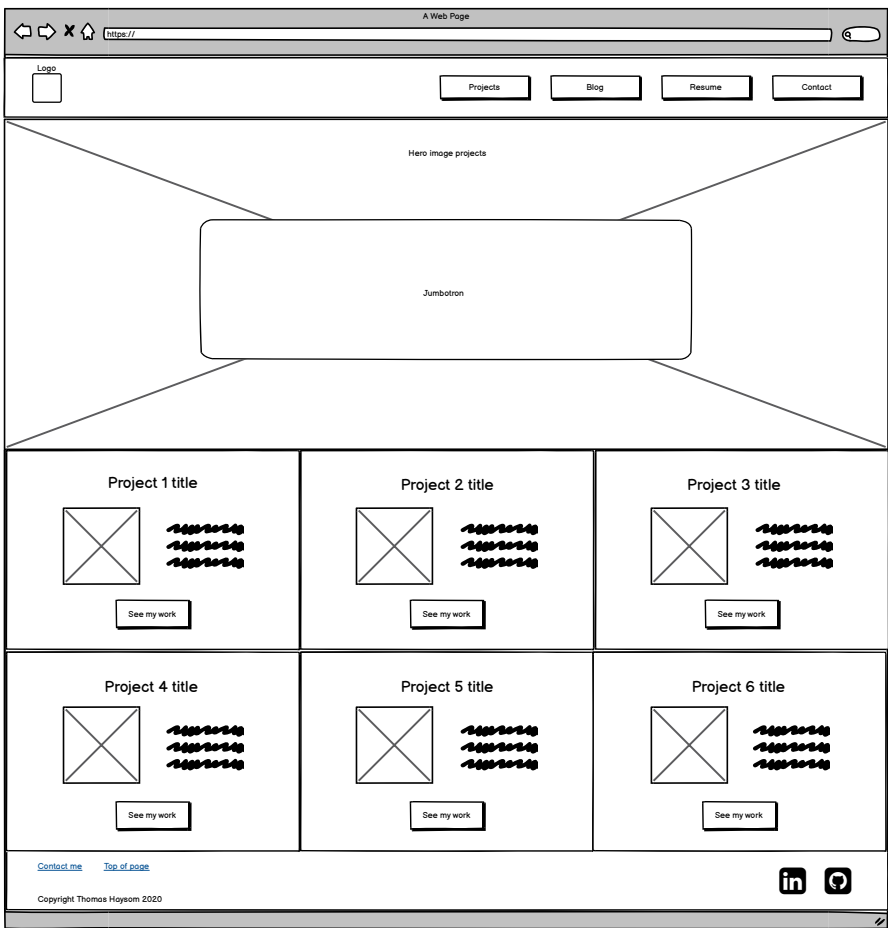 A Web Page
https://
Logo
Projects
Blog
Resume
Contact
Hero image projects
Jumbotron
Project 1 title
See my work
Project 2 title
See my work
Project 3 title
See my work
Project 4 title
See my work
Project 5 title
See my work
Project 6 title
See my work
Contact me
Top of page
in
Copyright Thomas Haysom 2020